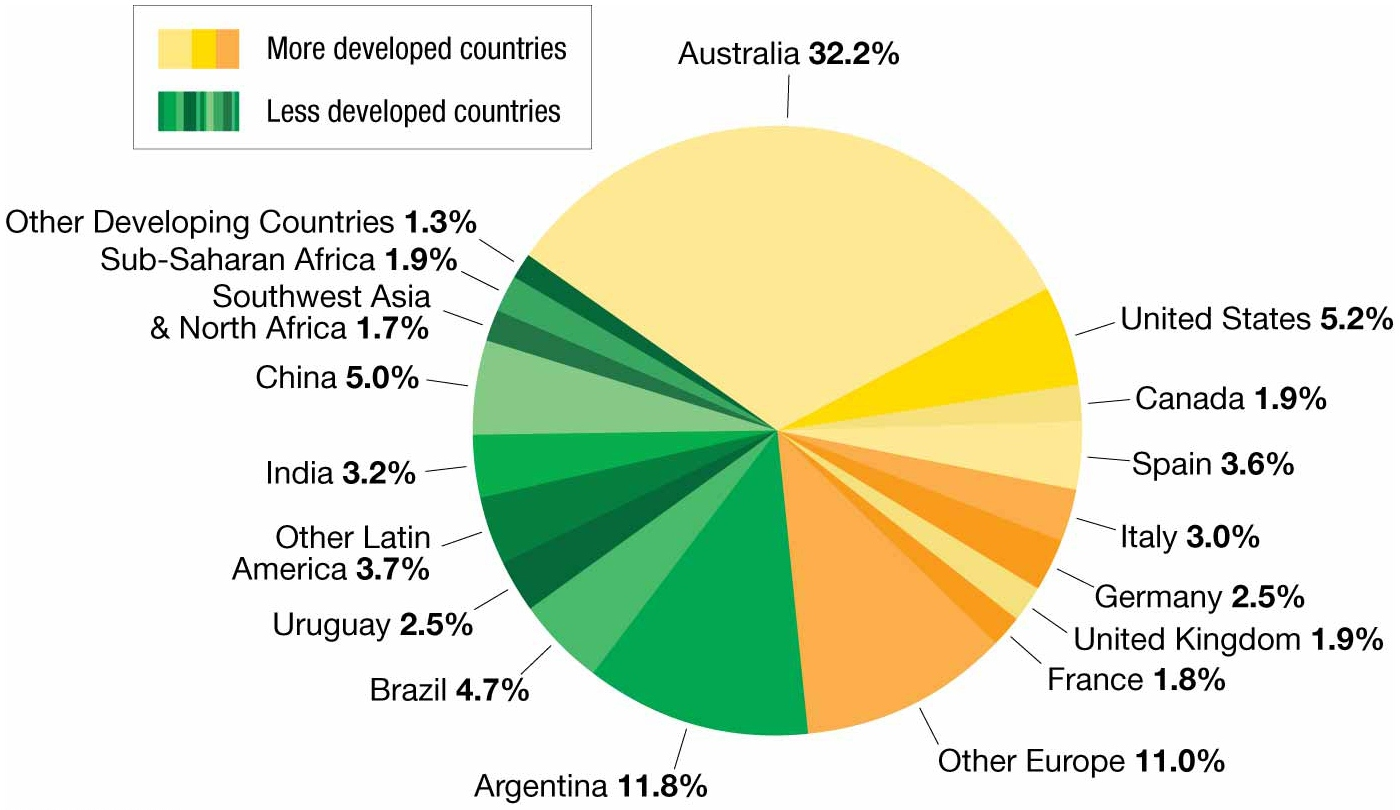 More developed countries
Less developed countries
Australia 32.2%
United States 5.2%
Canada 1.9%
Spain 3.6%
Italy 3.0%
Germany 2.5%
United Kingdom 1.9%
France 1.8%
Other Europe 11.0%
Argentina 11.8%
Brazil 4.7%
Uruguay 2.5%
Other Latin
America 3.7%
India 3.2%
China 5.0%
Southwest Asia
& North Africa 1.7%
Sub-Saharan Africa 1.9%
Other Developing Countries 1.3%